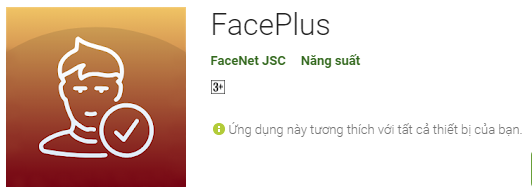 FacePlus
FaceNet JSC Năng suất
3+
Ứng dụng này tương thích với tất cả thiết bị của bạn.